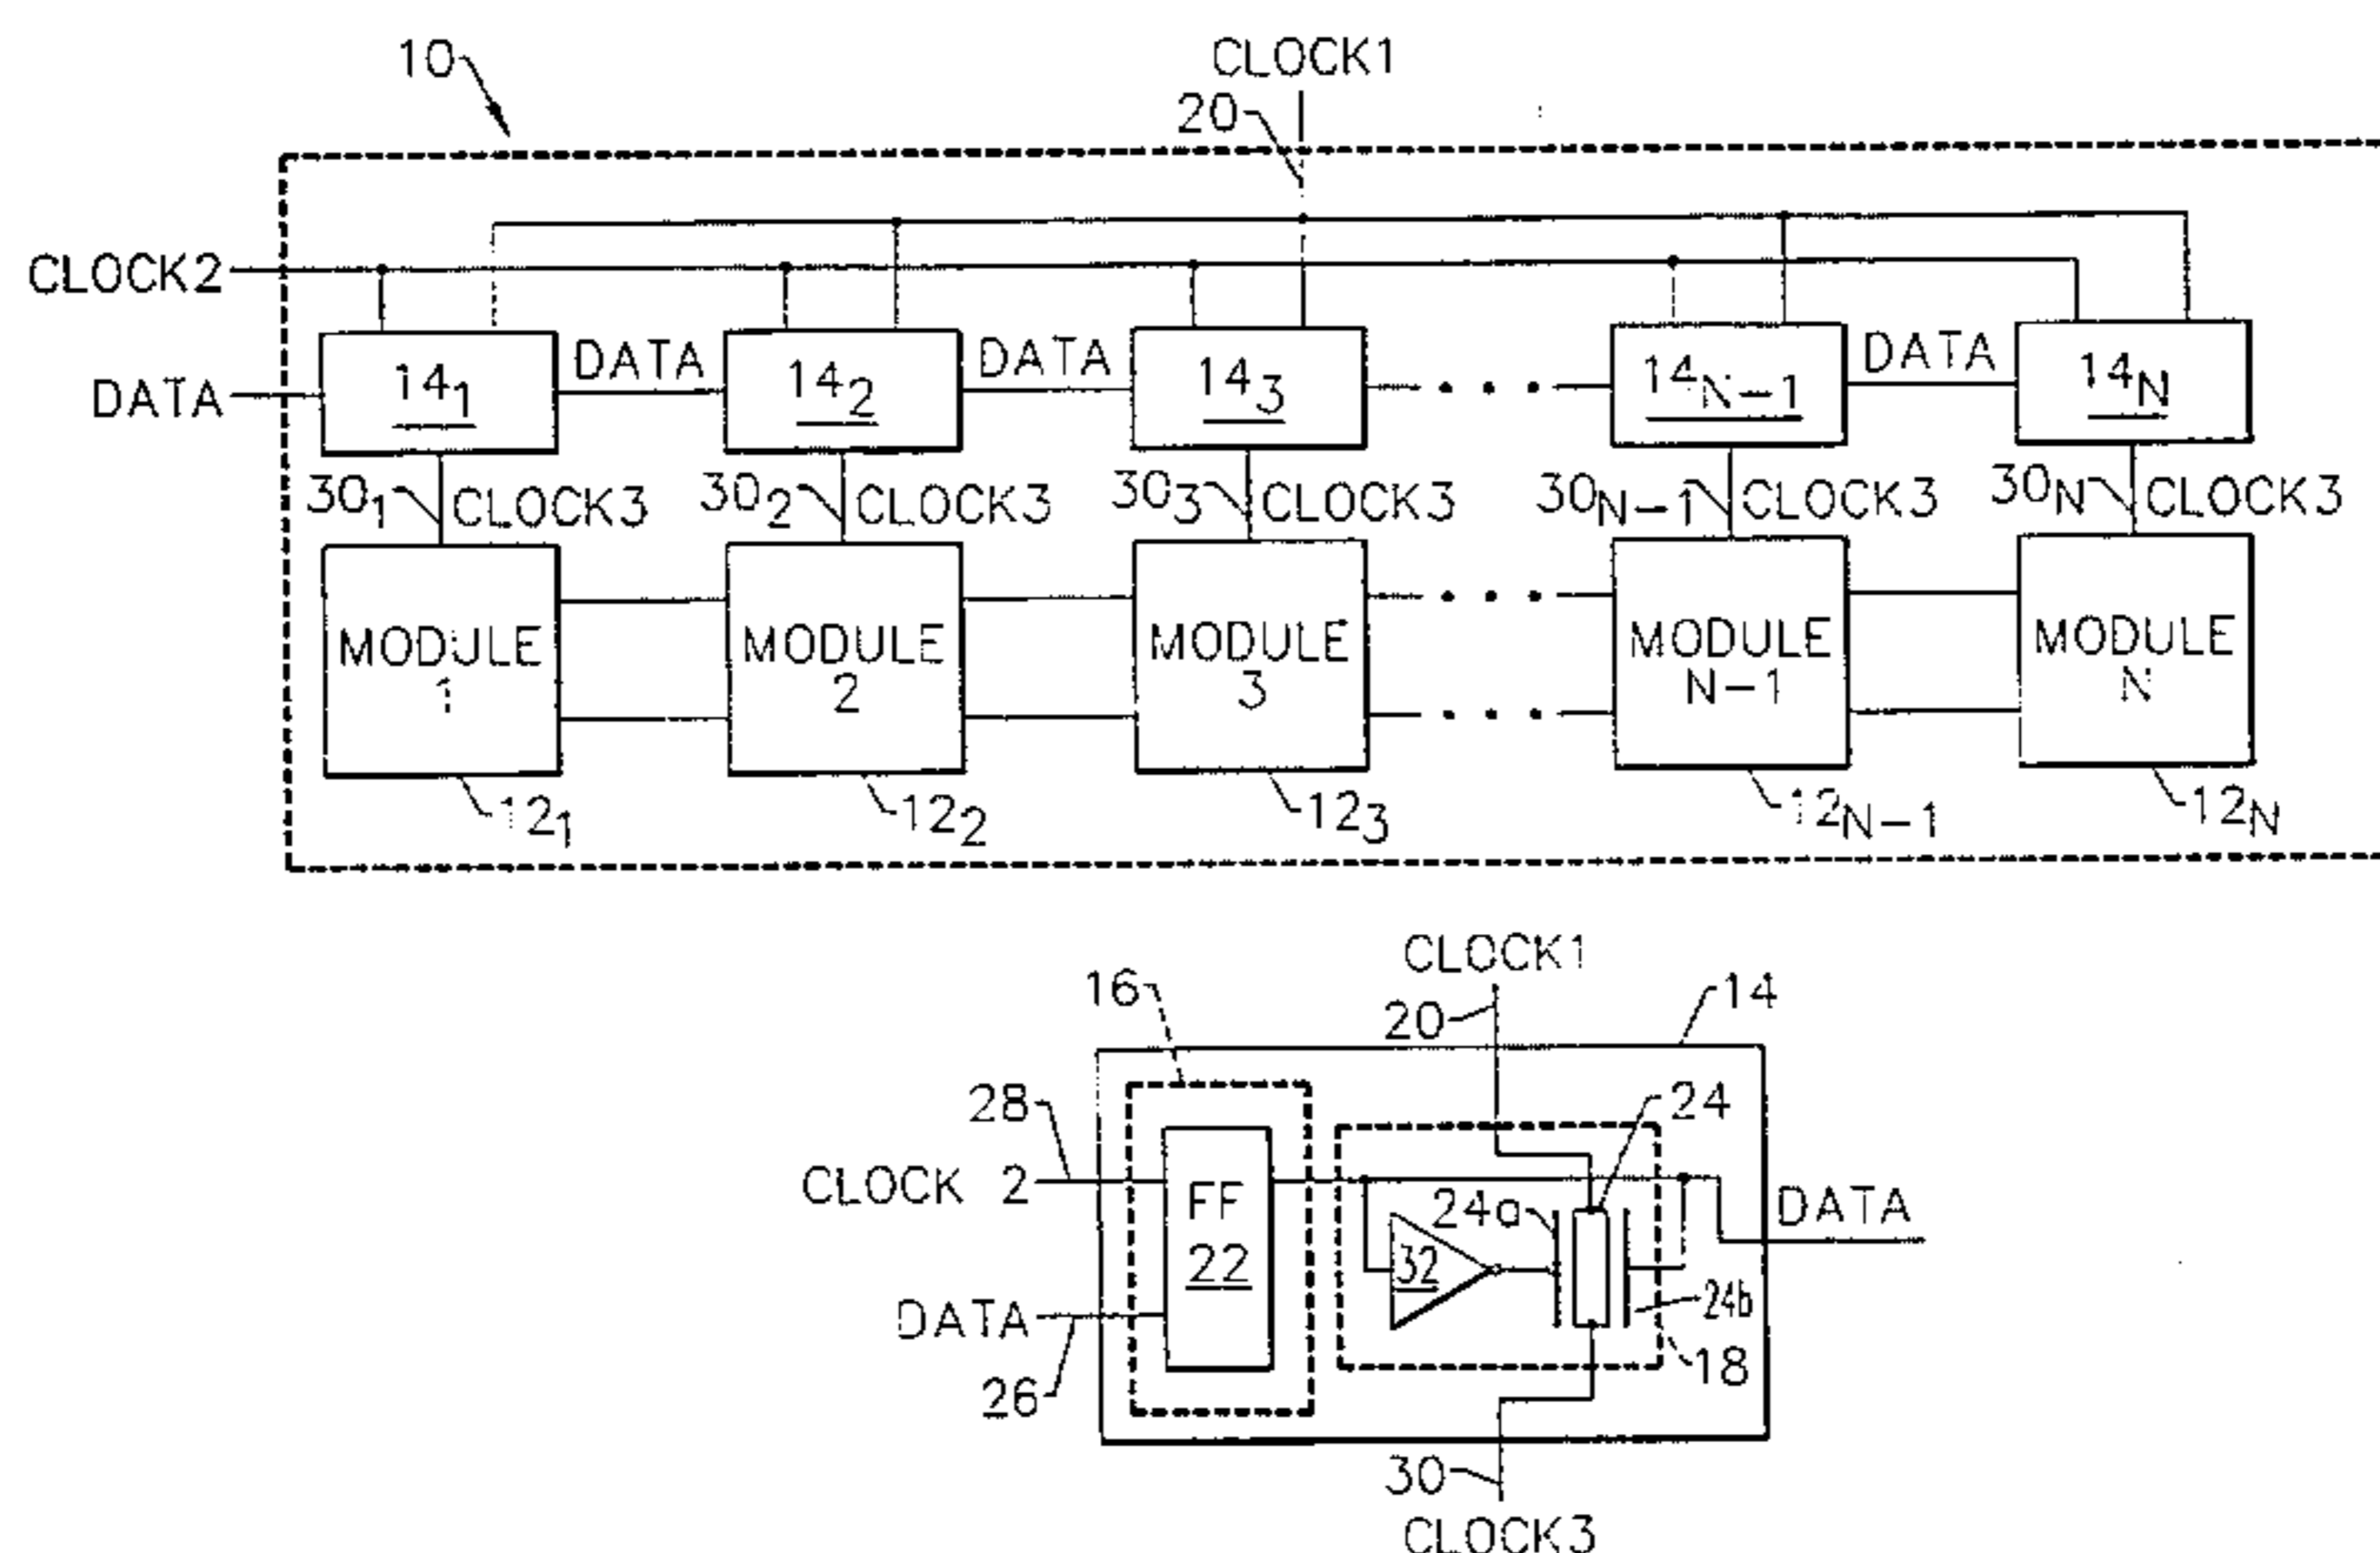 10
CLOCK1
20
CLOCK2
DATA
14₁
DATA
14₂
DATA
14₃
14N-1
DATA
14N
30₁
CLOCK3
30₂
CLOCK3
30₃
CLOCK3
30N-1
CLOCK3
30N
CLOCK3
MODULE
1
MODULE
2
MODULE
3
MODULE
N-1
MODULE
N
12₁
12₂
12₃
12N-1
12N
CLOCK1
16
20
14
28
24
CLOCK 2
FF
22
24a
32
DATA
24b
DATA
26
18
30
CLOCK3